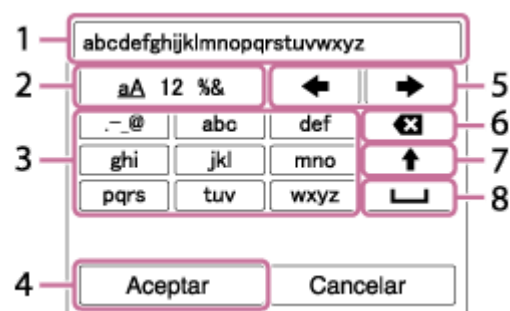 1 abcdefghijklmnopqrstuvwxyz
2 aA 12 %& 5
.-_@ abc def 6
3 ghi jkl mno 7
pqrs tuv wxyz 8
4 Aceptar Cancelar